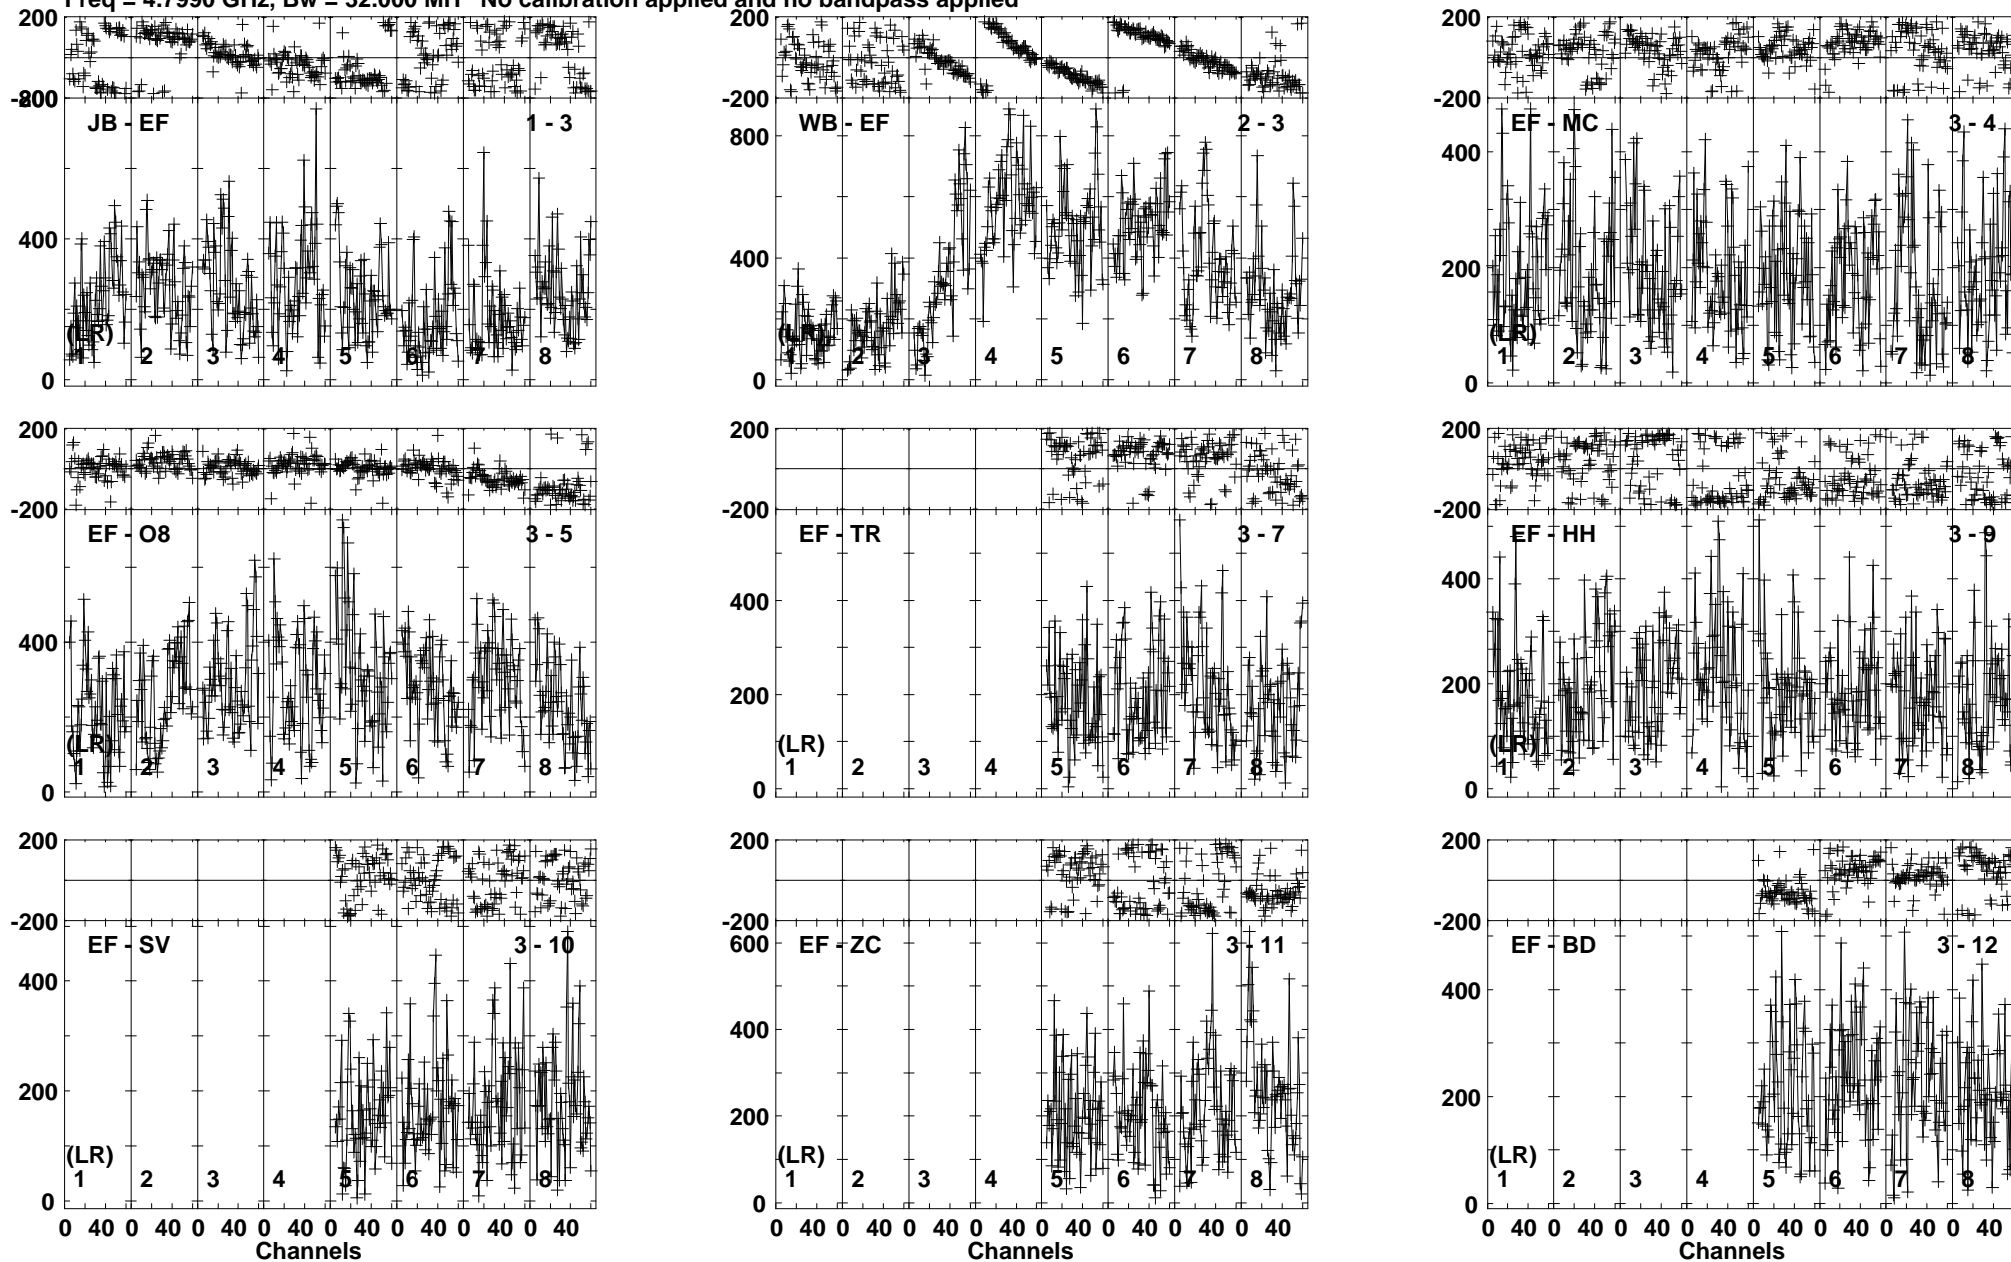 Freq = 4.7990 GHz, Bw = 32.000 MH No calibration applied and no bandpass applied
200 200 200
-200 -200
800
JB - EF 1 - 3 WB - EF 2 - 3 EF - MC 3 - 4
800
400 400 400
200
(LR) (LR) (LR)
1 2 3 4 5 6 7 8 1 2 3 4 5 6 7 8 1 2 3 4 5 6 7 8
0 0 0
200 200 200
-200 -200 -200
EF - O8 3 - 5 EF - TR 3 - 7 EF - HH 3 - 9
400 400 400
200 200
(LR) (LR) (LR)
1 2 3 4 5 6 7 8 1 2 3 4 5 6 7 8 1 2 3 4 5 6 7 8
0 0 0
200 200 200
-200 -200 -200
EF - SV 3 - 10 EF - ZC 3 - 11 EF - BD 3 - 12
600
400 400 400
200 200 200
(LR) (LR) (LR)
1 2 3 4 5 6 7 8 1 2 3 4 5 6 7 8 1 2 3 4 5 6 7 8
0 0 0
0 40 0 40 0 40 0 40 0 40 0 40 0 40 0 40 0 40 0 40 0 40 0 40 0 40 0 40 0 40 0 40 0 40 0 40 0 40 0 40 0 40 0 40 0 40 0 40
Channels Channels Channels